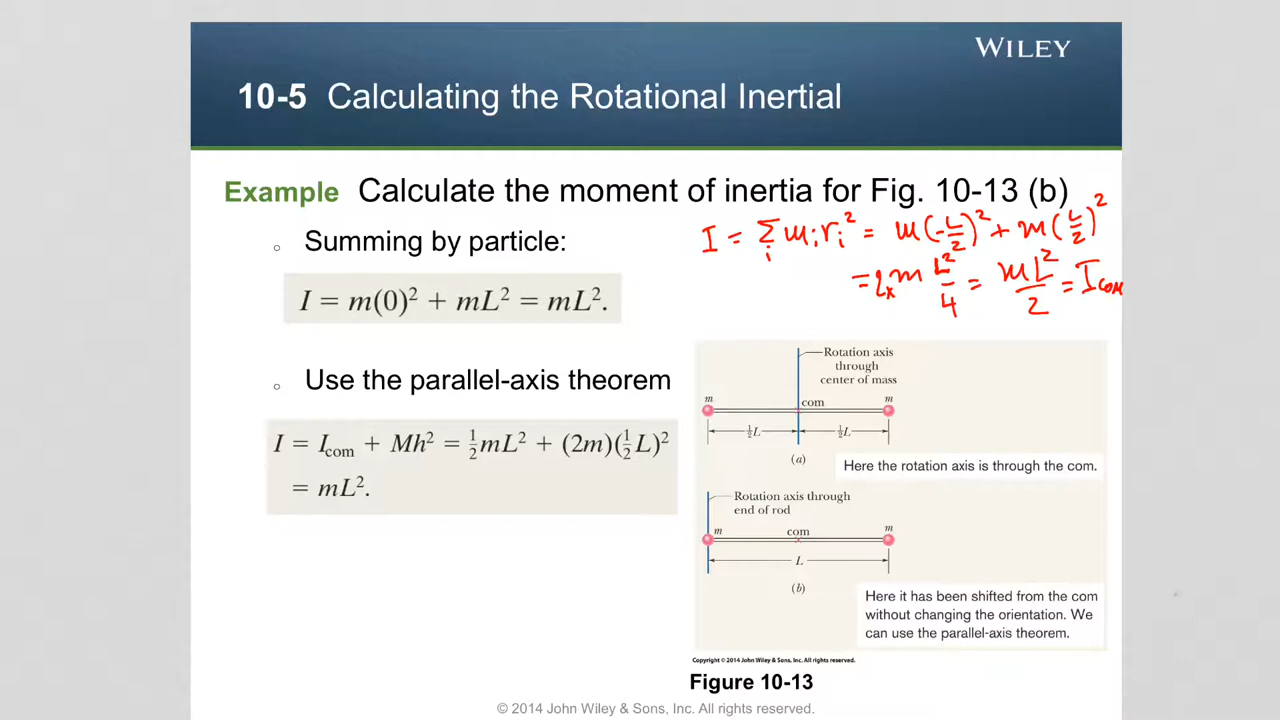 WILEY
10-5 Calculating the Rotational Inertial
Example Calculate the moment of inertia for Fig. 10-13 (b)
I = Σ_i m_i r_i² = m(-L/2)² + m(L/2)²
= 2 x m L²/4 = mL²/2 = I_com
○ Summing by particle:
I = m(0)² + mL² = mL².
○ Use the parallel-axis theorem
I = I_com + Mh² = ½mL² + (2m)(½L)²
= mL².
Rotation axis
through
center of mass
m com m
½L ½L
(a)
Here the rotation axis is through the com.
Rotation axis through
end of rod
m com m
L
(b)
Here it has been shifted from the com
without changing the orientation. We
can use the parallel-axis theorem.
Copyright © 2014 John Wiley & Sons, Inc. All rights reserved.
Figure 10-13
© 2014 John Wiley & Sons, Inc. All rights reserved.